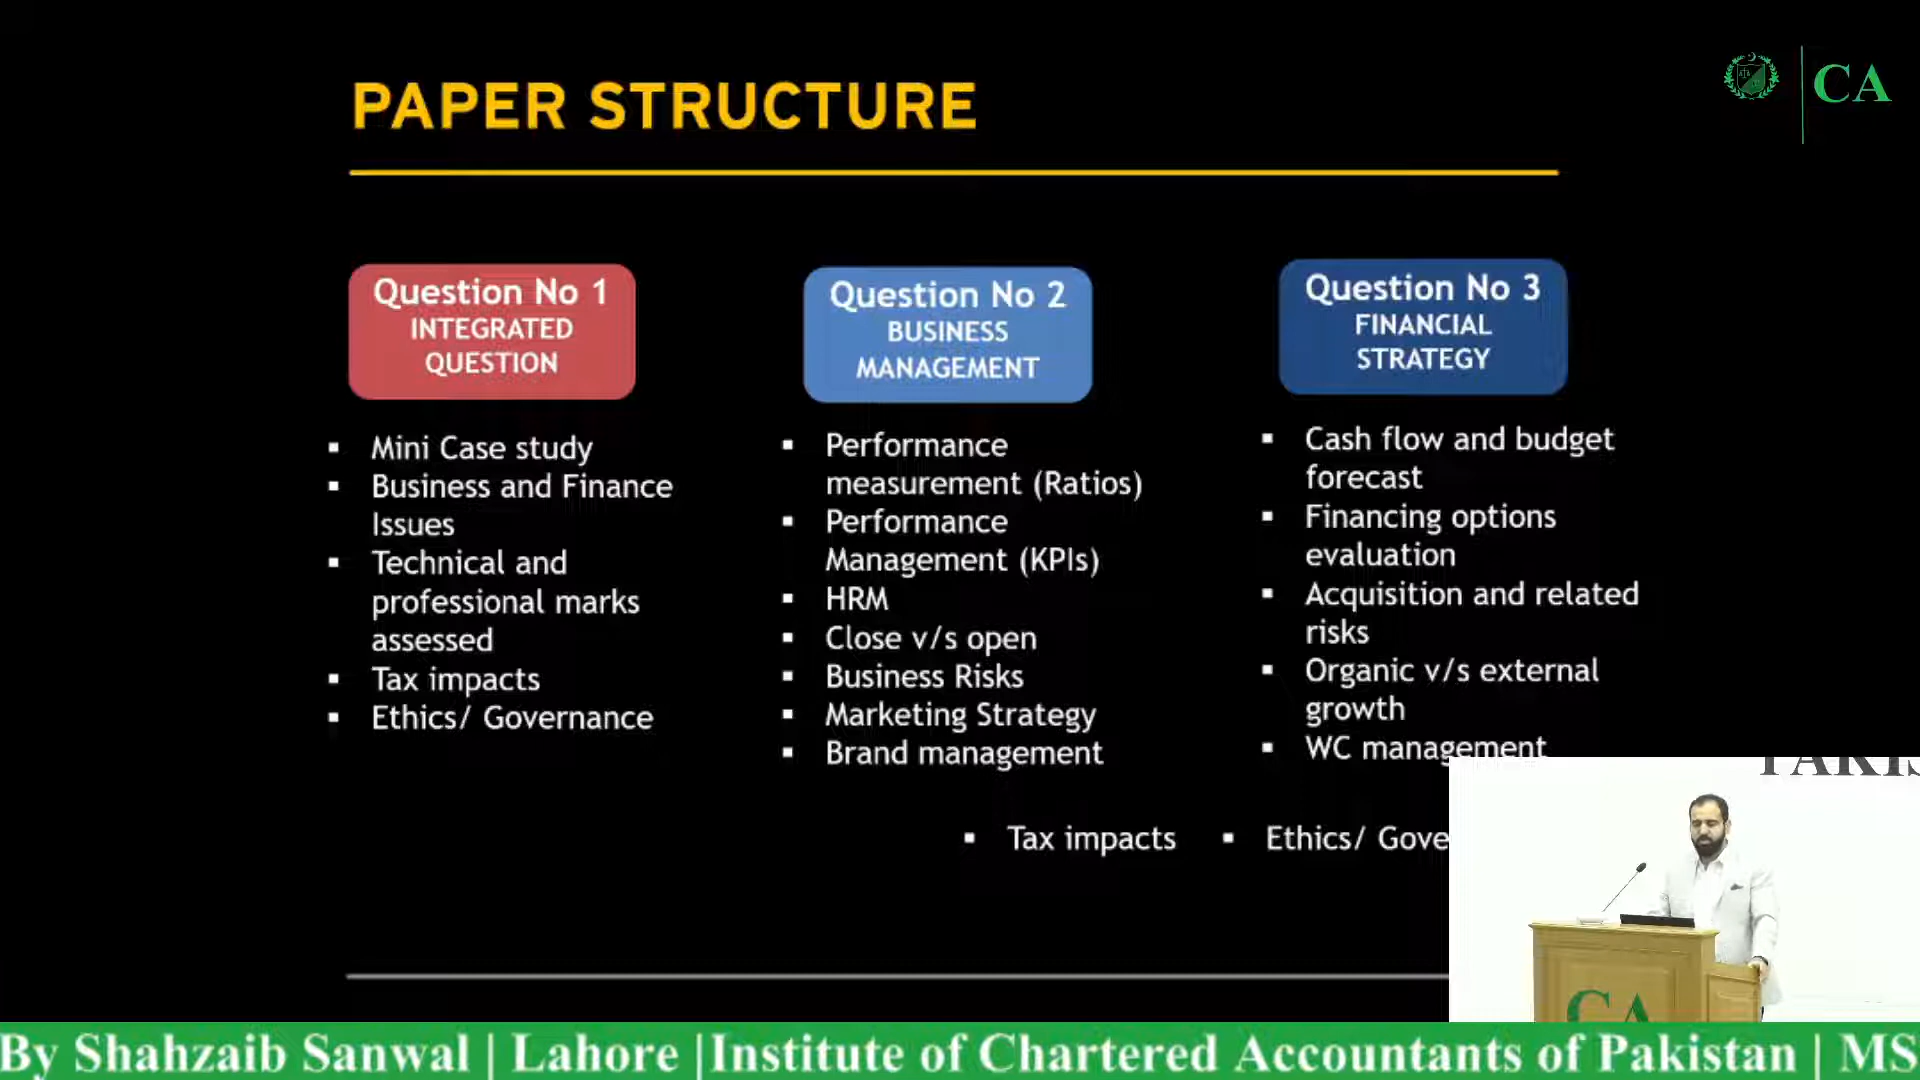 PAPER STRUCTURE
CA
Question No 1
INTEGRATED
QUESTION
▪ Mini Case study
▪ Business and Finance
Issues
▪ Technical and
professional marks
assessed
▪ Tax impacts
▪ Ethics/ Governance
Question No 2
BUSINESS
MANAGEMENT
▪ Performance
measurement (Ratios)
▪ Performance
Management (KPIs)
▪ HRM
▪ Close v/s open
▪ Business Risks
▪ Marketing Strategy
▪ Brand management
Question No 3
FINANCIAL
STRATEGY
▪ Cash flow and budget
forecast
▪ Financing options
evaluation
▪ Acquisition and related
risks
▪ Organic v/s external
growth
▪ WC management
▪ Tax impacts ▪ Ethics/ Gove
PAKIS
CA
By Shahzaib Sanwal | Lahore |Institute of Chartered Accountants of Pakistan | MS